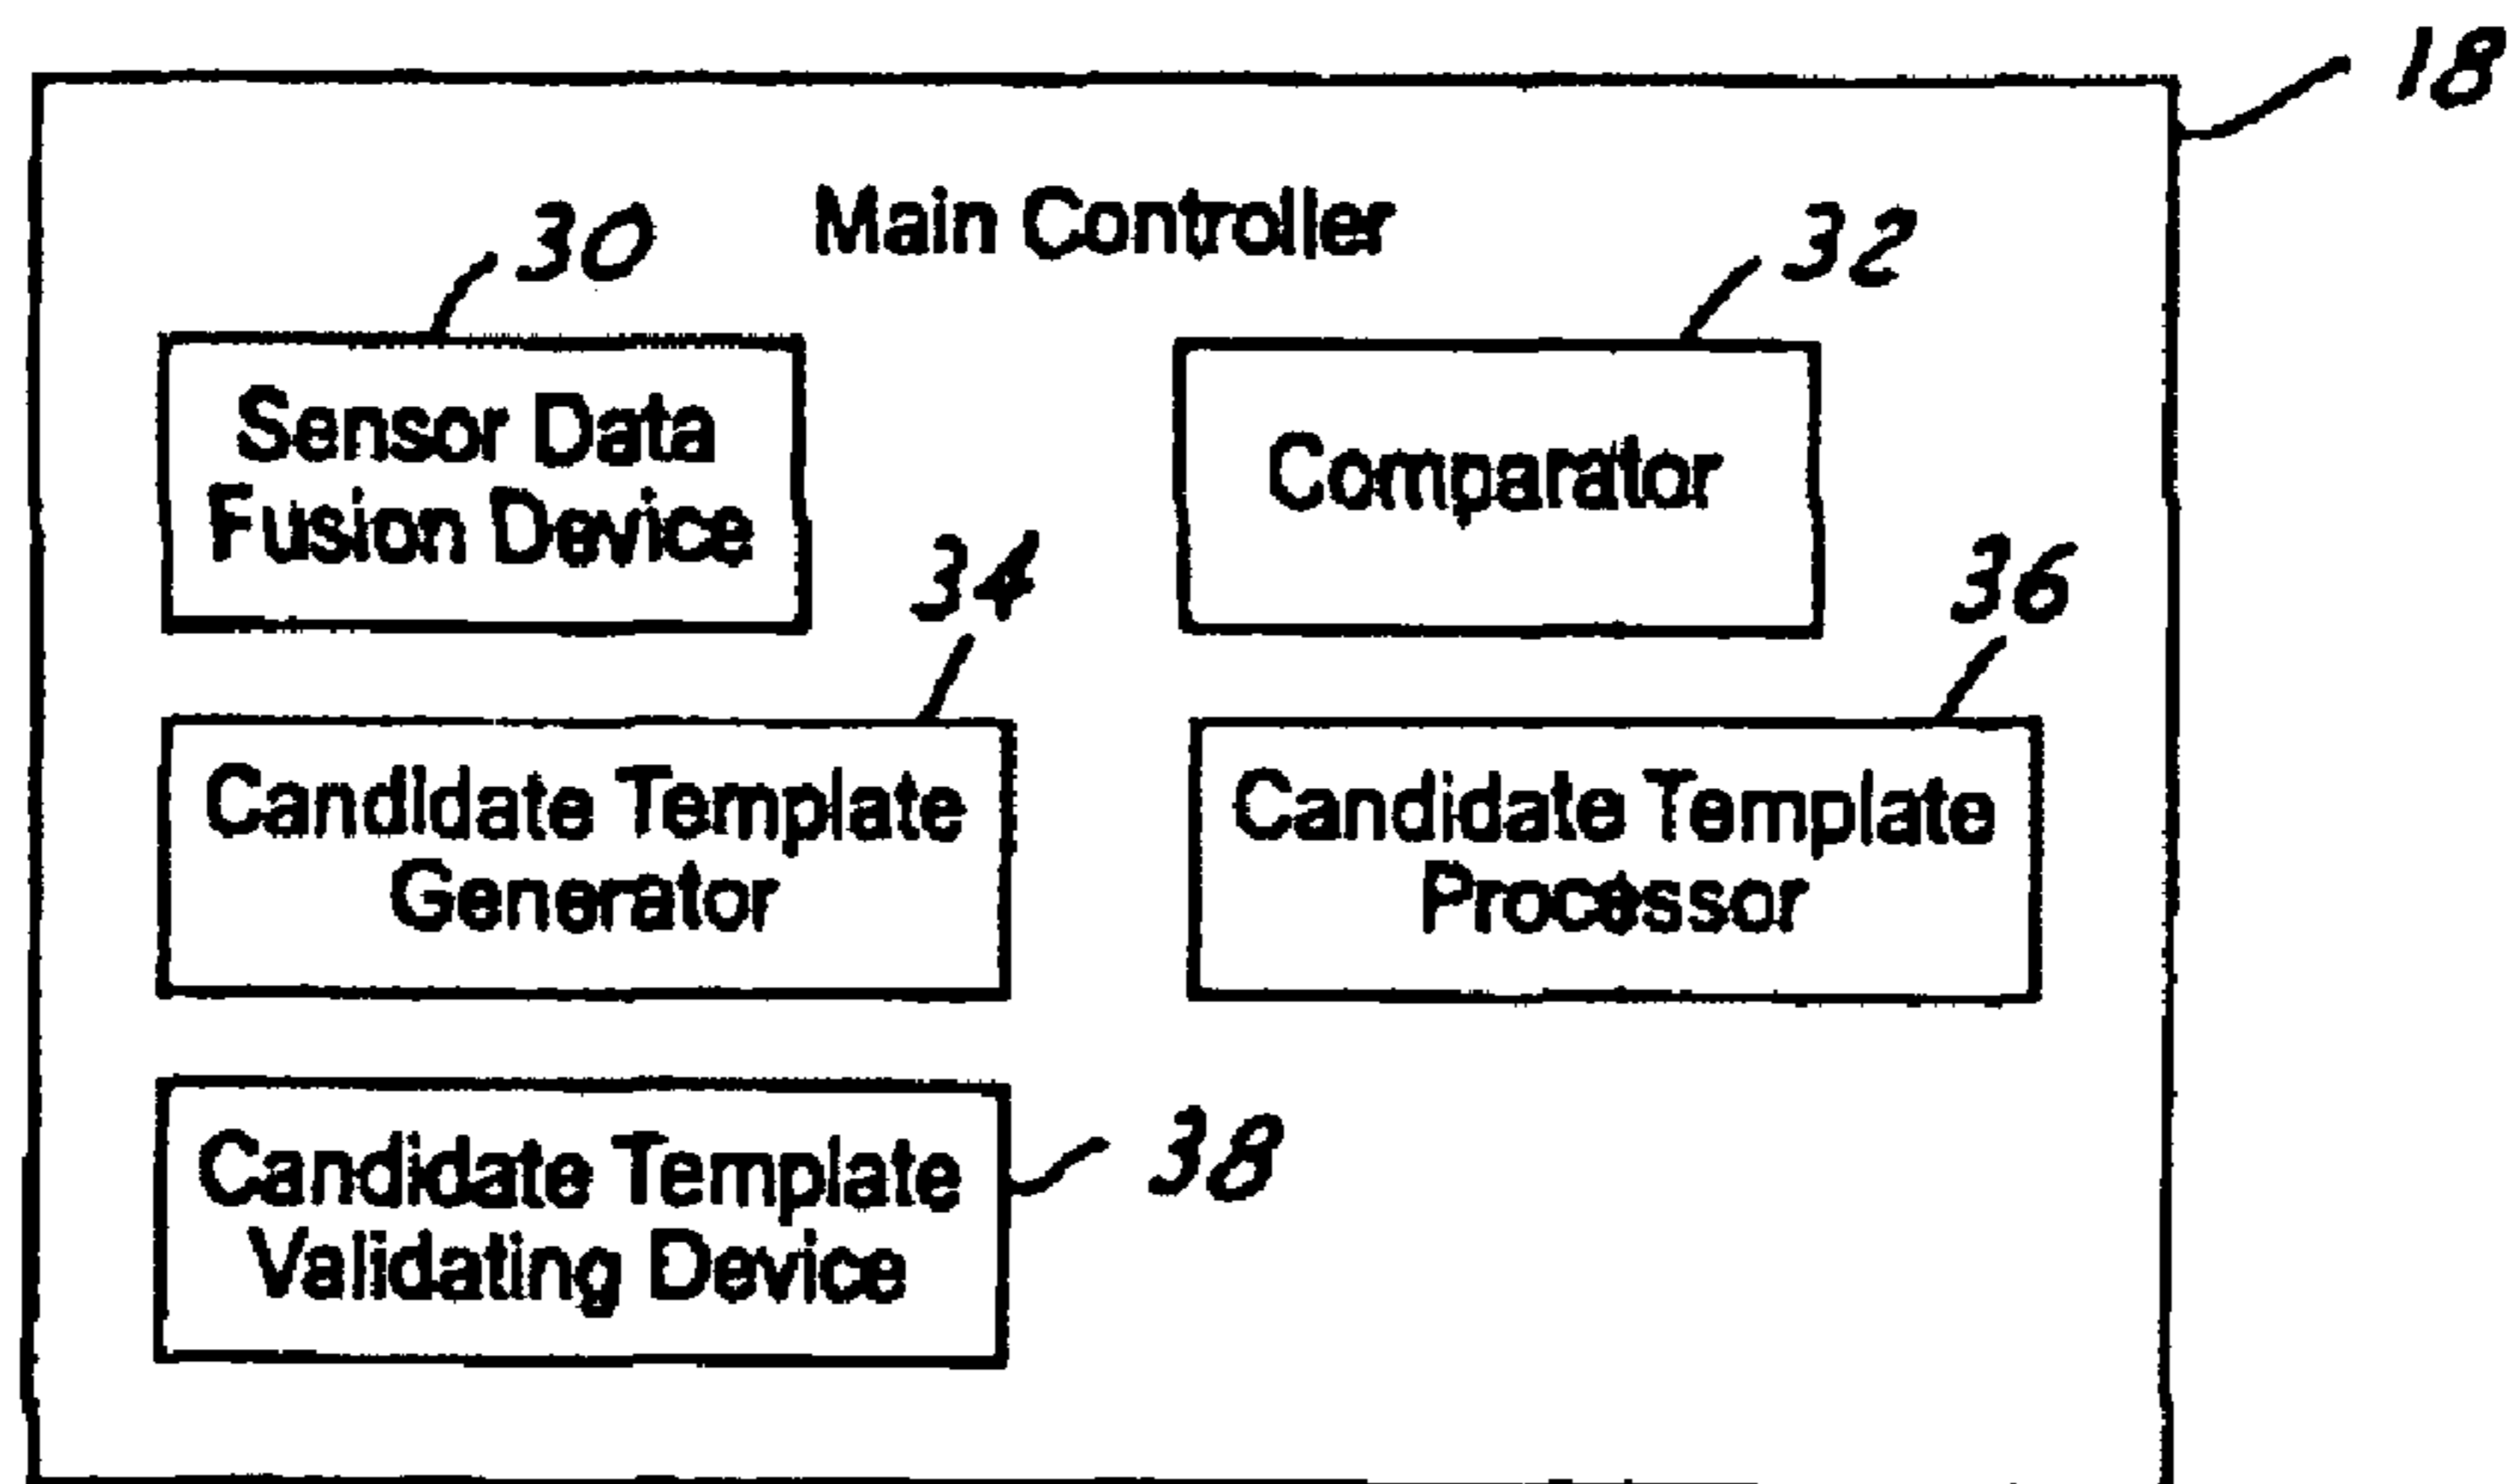 18
Main Controller
30
32
Sensor Data
Fusion Device
Comparator
34
36
Candidate Template
Generator
Candidate Template
Processor
38
Candidate Template
Validating Device